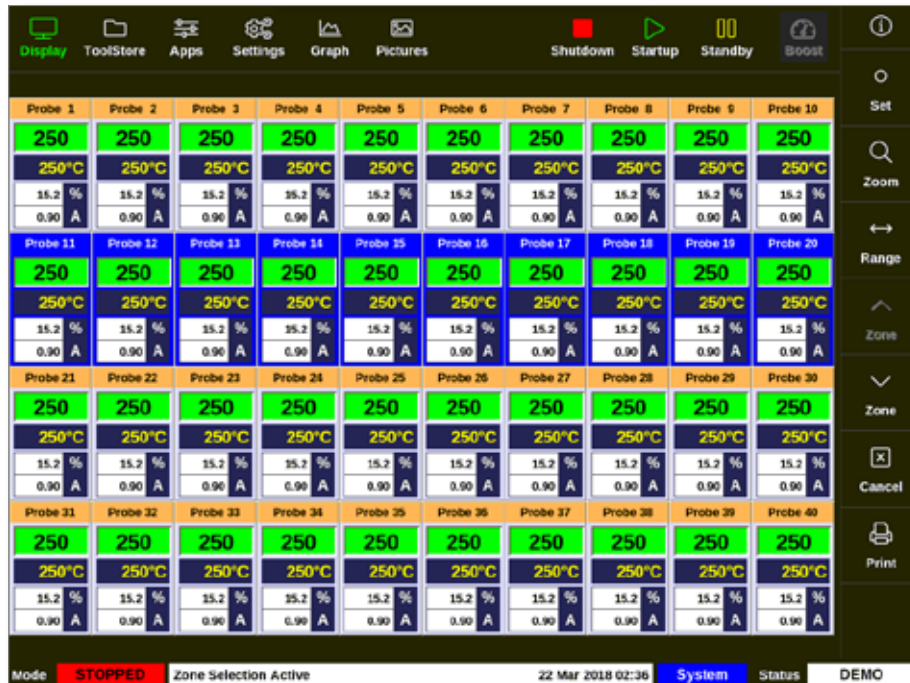 Display ToolStore Apps Settings Graph Pictures Shutdown Startup Standby Boost
Set
Zoom
Range
Zone
Zone
Cancel
Print
Probe 1 Probe 2 Probe 3 Probe 4 Probe 5 Probe 6 Probe 7 Probe 8 Probe 9 Probe 10
250 250 250 250 250 250 250 250 250 250
250°C 250°C 250°C 250°C 250°C 250°C 250°C 250°C 250°C 250°C
15.2 % 15.2 % 15.2 % 15.2 % 15.2 % 15.2 % 15.2 % 15.2 % 15.2 % 15.2 %
0.90 A 0.90 A 0.90 A 0.90 A 0.90 A 0.90 A 0.90 A 0.90 A 0.90 A 0.90 A
Probe 11 Probe 12 Probe 13 Probe 14 Probe 15 Probe 16 Probe 17 Probe 18 Probe 19 Probe 20
250 250 250 250 250 250 250 250 250 250
250°C 250°C 250°C 250°C 250°C 250°C 250°C 250°C 250°C 250°C
15.2 % 15.2 % 15.2 % 15.2 % 15.2 % 15.2 % 15.2 % 15.2 % 15.2 % 15.2 %
0.90 A 0.90 A 0.90 A 0.90 A 0.90 A 0.90 A 0.90 A 0.90 A 0.90 A 0.90 A
Probe 21 Probe 22 Probe 23 Probe 24 Probe 25 Probe 26 Probe 27 Probe 28 Probe 29 Probe 30
250 250 250 250 250 250 250 250 250 250
250°C 250°C 250°C 250°C 250°C 250°C 250°C 250°C 250°C 250°C
15.2 % 15.2 % 15.2 % 15.2 % 15.2 % 15.2 % 15.2 % 15.2 % 15.2 % 15.2 %
0.90 A 0.90 A 0.90 A 0.90 A 0.90 A 0.90 A 0.90 A 0.90 A 0.90 A 0.90 A
Probe 31 Probe 32 Probe 33 Probe 34 Probe 35 Probe 36 Probe 37 Probe 38 Probe 39 Probe 40
250 250 250 250 250 250 250 250 250 250
250°C 250°C 250°C 250°C 250°C 250°C 250°C 250°C 250°C 250°C
15.2 % 15.2 % 15.2 % 15.2 % 15.2 % 15.2 % 15.2 % 15.2 % 15.2 % 15.2 %
0.90 A 0.90 A 0.90 A 0.90 A 0.90 A 0.90 A 0.90 A 0.90 A 0.90 A 0.90 A
Mode STOPPED Zone Selection Active 22 Mar 2018 02:36 System Status DEMO